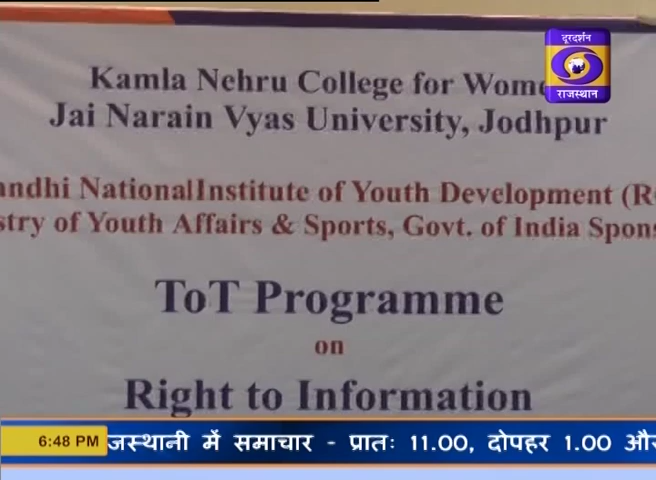 दूरदर्शन
राजस्थान
Kamla Nehru College for Wom
Jai Narain Vyas University, Jodhpur
andhi NationalInstitute of Youth Development (R
stry of Youth Affairs & Sports, Govt. of India Spons
ToT Programme
on
Right to Information
6:48 PM जस्थानी में समाचार - प्रातः 11.00, दोपहर 1.00 और